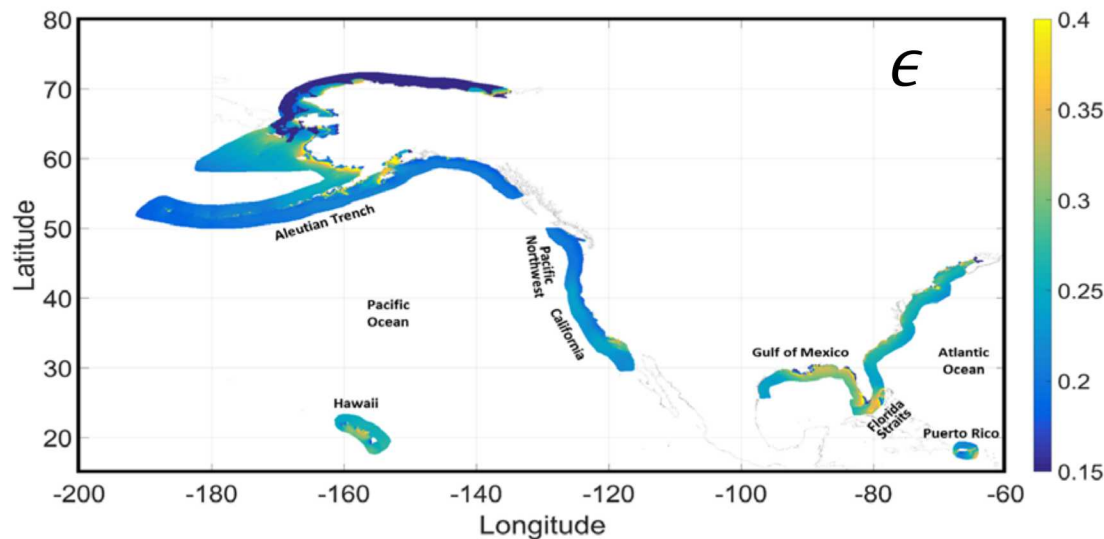 80
0.4
ϵ
70
0.35
60
0.3
Aleutian Trench
50
Pacific
Northwest
Latitude
0.25
40
Pacific
Ocean
California
30
Gulf of Mexico
Atlantic
Ocean
0.2
Hawaii
Florida
Straits
Puerto Rico
20
0.15
-200
-180
-160
-140
-120
-100
-80
-60
Longitude